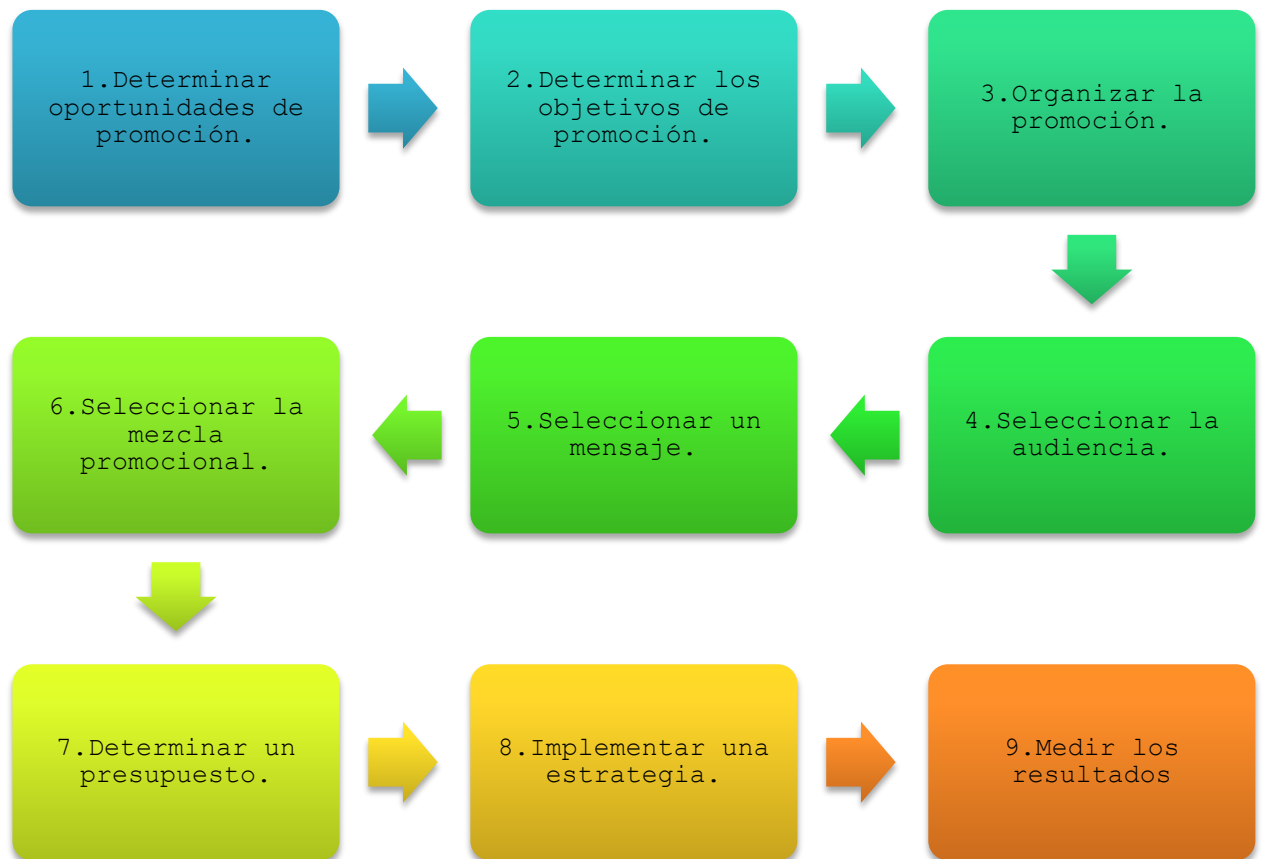 1.Determinar
oportunidades de
promoción.
2.Determinar los
objetivos de
promoción.
3.Organizar la
promoción.
4.Seleccionar la
audiencia.
5.Seleccionar un
mensaje.
6.Seleccionar la
mezcla
promocional.
7.Determinar un
presupuesto.
8.Implementar una
estrategia.
9.Medir los
resultados